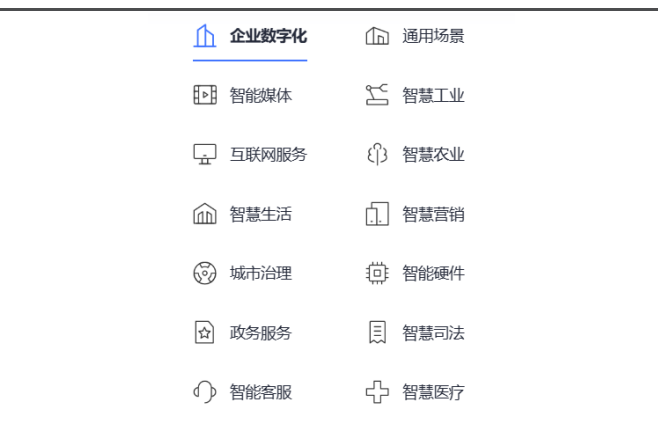 企业数字化 通用场景
智能媒体 智慧工业
互联网服务 智慧农业
智慧生活 智慧营销
城市治理 智能硬件
政务服务 智慧司法
智能客服 智慧医疗